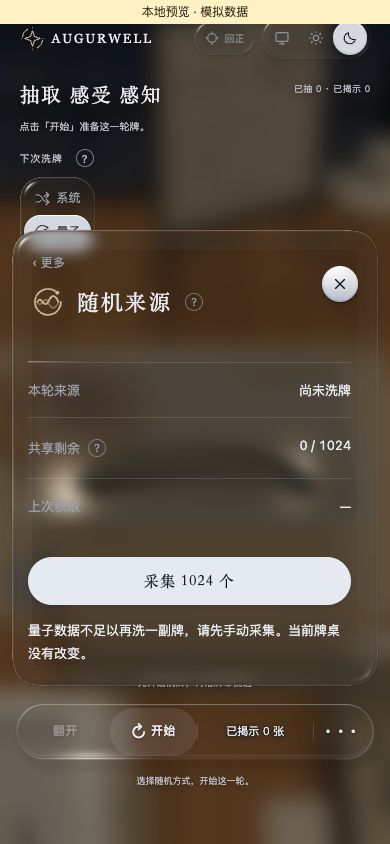 本地预览 · 模拟数据
AUGURWELL
回正
抽取 感受 感知
已抽 0 · 已揭示 0
点击「开始」准备这一轮牌。
下次洗牌 ?
系统
量子
‹ 更多
随机来源 ?
本轮来源 尚未洗牌
共享剩余 ? 0 / 1024
上次获取 —
采集 1024 个
量子数据不足以再洗一副牌，请先手动采集。当前牌桌
没有改变。
翻开 开始 已揭示 0 张 • • •
选择随机方式，开始这一轮。